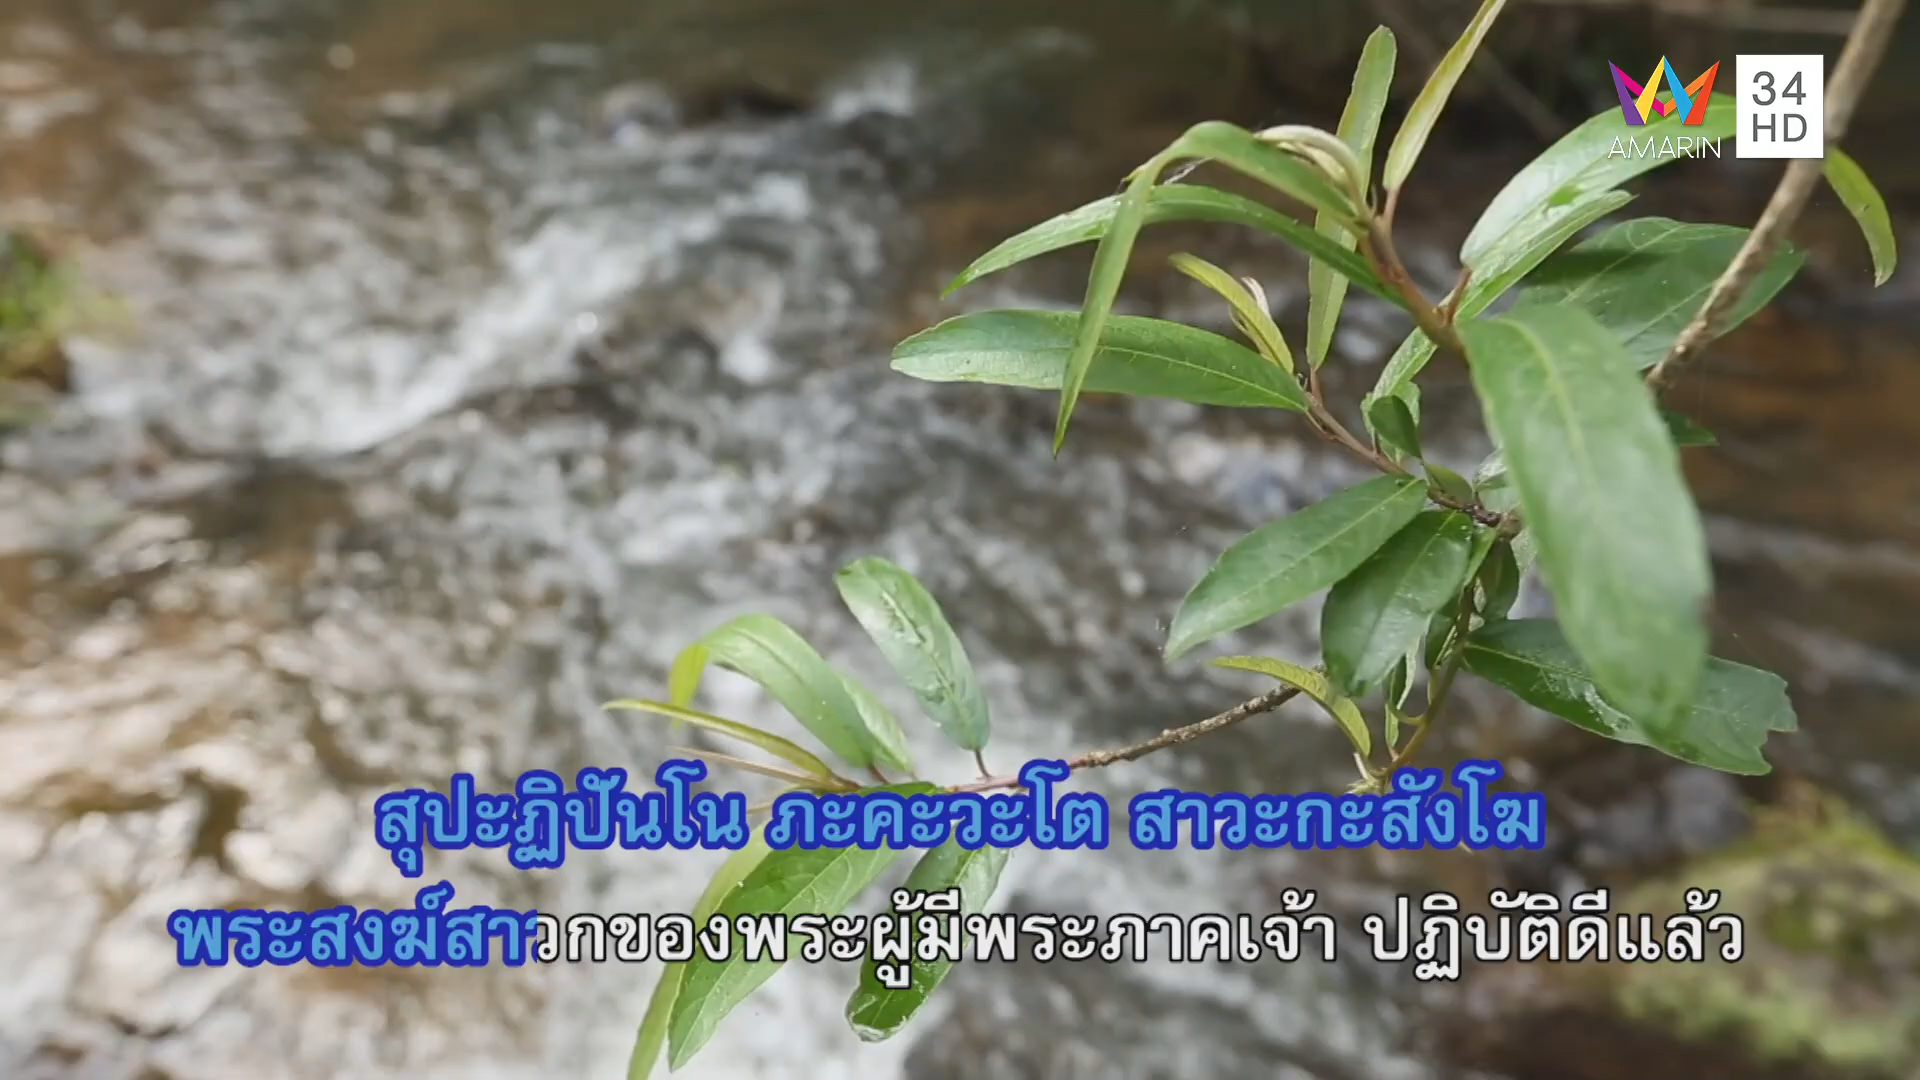 AMARIN
34
HD
สุปะฏิปันโน ภะคะวะโต สาวะกะสังโฆ
พระสงฆ์สาวกของพระผู้มีพระภาคเจ้า ปฏิบัติดีแล้ว